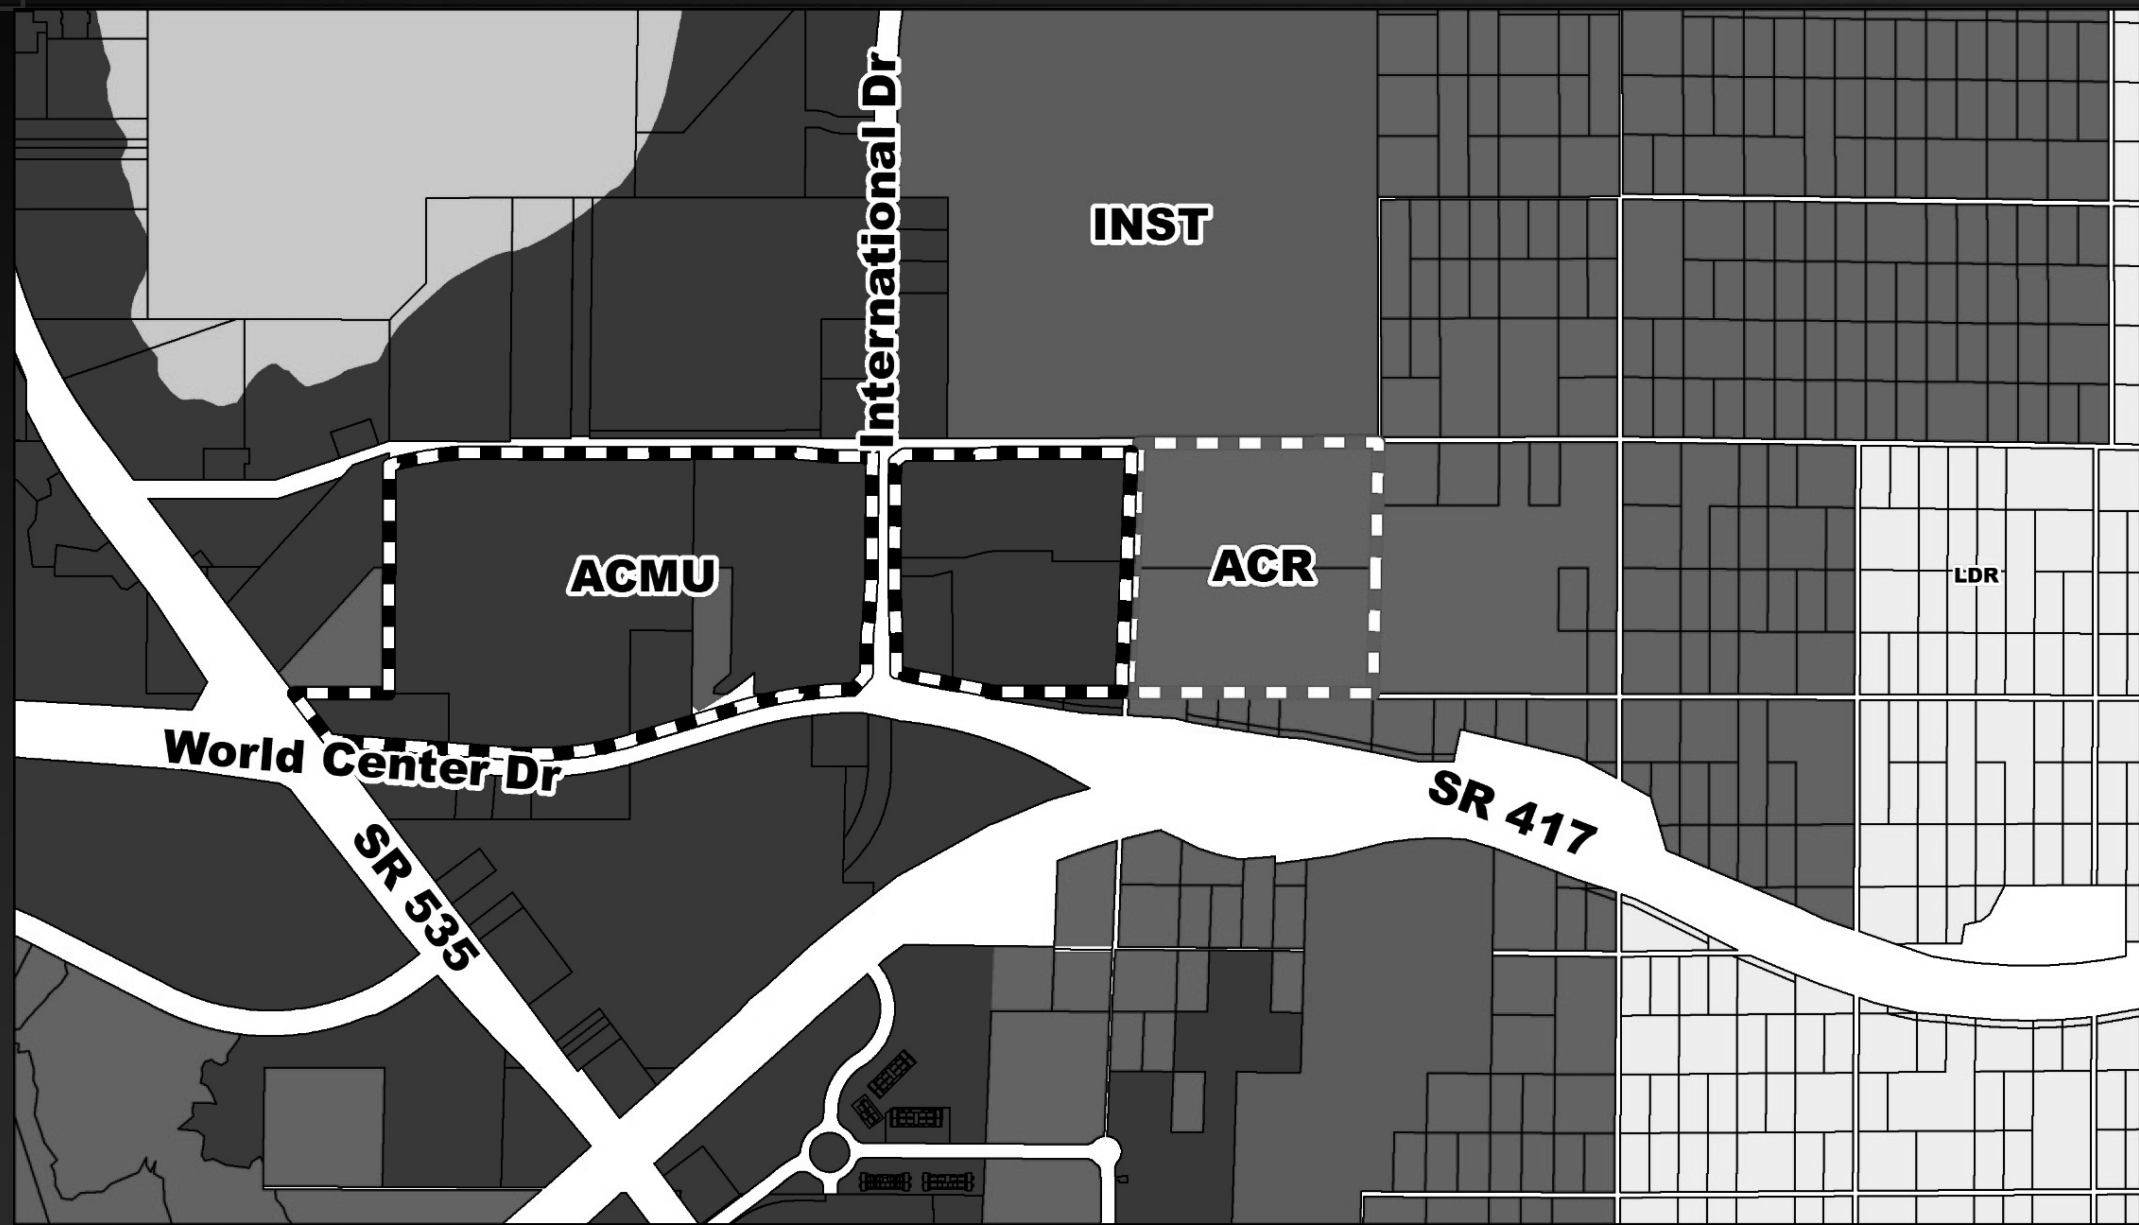 International Dr
INST
ACMU
ACR
LDR
World Center Dr
SR 417
SR 535